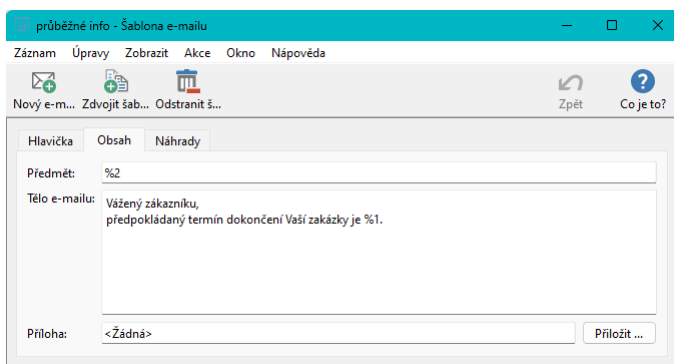 průběžné info - Šablona e-mailu
Záznam Úpravy Zobrazit Akce Okno Nápověda
Nový e-m... Zdvojit šab... Odstranit š... Zpět Co je to?
Hlavička Obsah Náhrady
Předmět: %2
Tělo e-mailu: Vážený zákazníku,
předpokládaný termín dokončení Vaší zakázky je %1.
Příloha: <Žádná> Přiložit ...